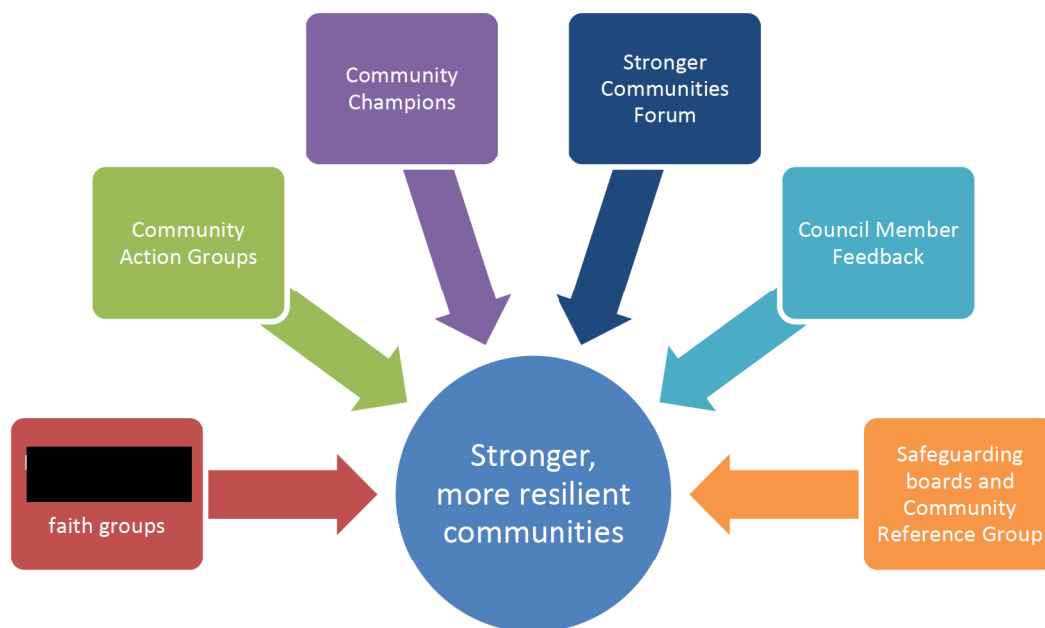 Community
Champions
Stronger
Communities
Forum
Community
Action Groups
Council Member
Feedback
faith groups
Stronger,
more resilient
communities
Safeguarding
boards and
Community
Reference Group